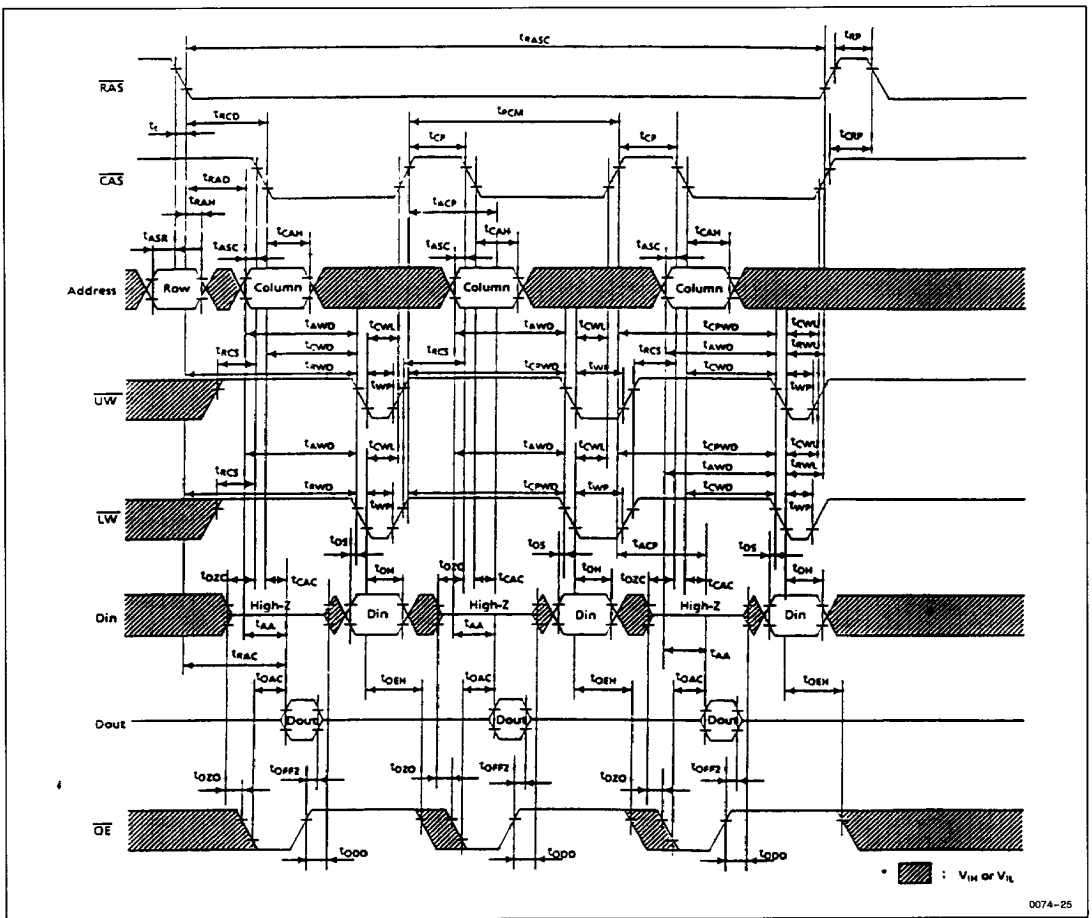 tRASC tRP
RAS
tT tRCD tPCM
tCP tCP tCRP
CAS
tRAD tACP
tRAH
tASR tASC tCAH tASC tCAH tASC tCAH
Address Row Column Column Column
tAWD tCWL tAWD tCWL tCPWD tCWL
tRCS tCWD tRCS tRCS tAWD tRWL
tRWD tWP tCPWD tWP tCWD tWP
UW
tAWD tCWL tAWD tCWL tCPWD tCWL
tRCS tAWD tRWL
tRWD tWP tCPWD tWP tCWD tWP
LW
tDS tDS tACP tDS
tOZC tCAC tDH tOZC tCAC tDH tOZC tCAC tDH
Din High-Z Din High-Z Din High-Z Din
tAA tAA tAA
tRAC
tOAC tOEH tOAC tOEH tOAC tOEH
Dout Dout Dout Dout
tOZO tOFF2 tOZO tOFF2 tOZO tOFF2
OE
tODD tODD tODD
* : VIH or VIL
0074-25